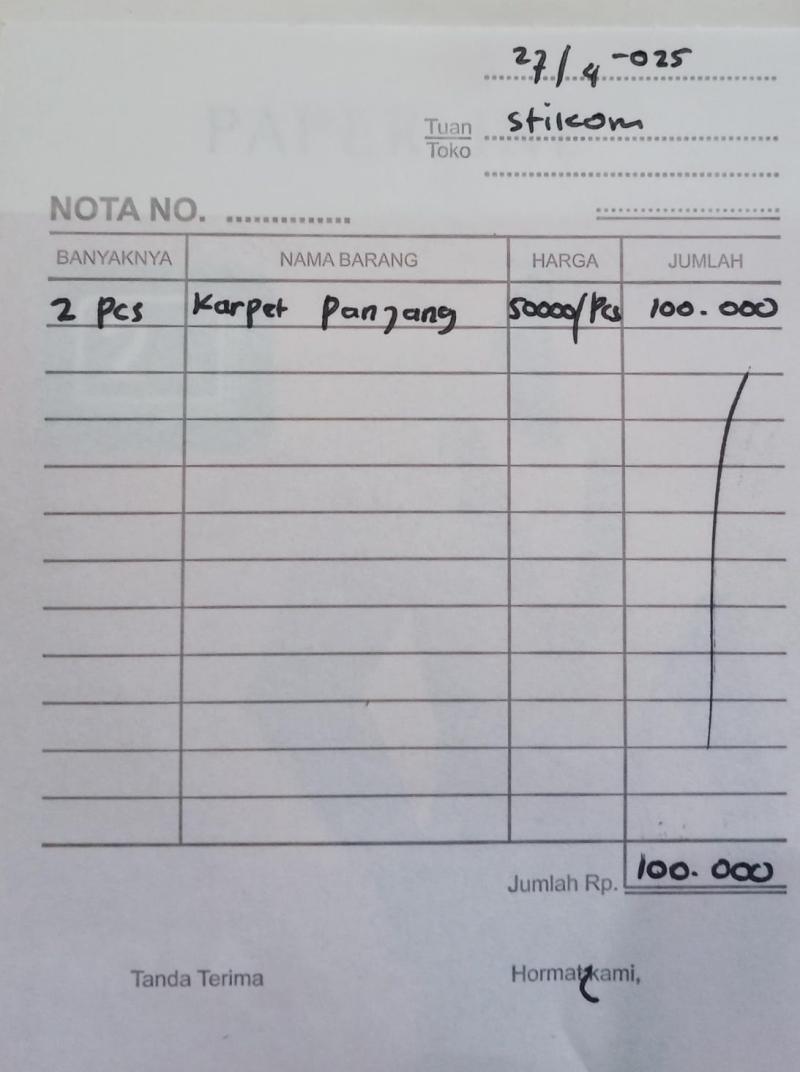 27/4-025
Tuan stikom
Toko
NOTA NO. ..............
BANYAKNYA NAMA BARANG HARGA JUMLAH
2 Pcs Karpet Panjang 50000/Pcs 100.000
Jumlah Rp. 100.000
Tanda Terima Hormat kami,